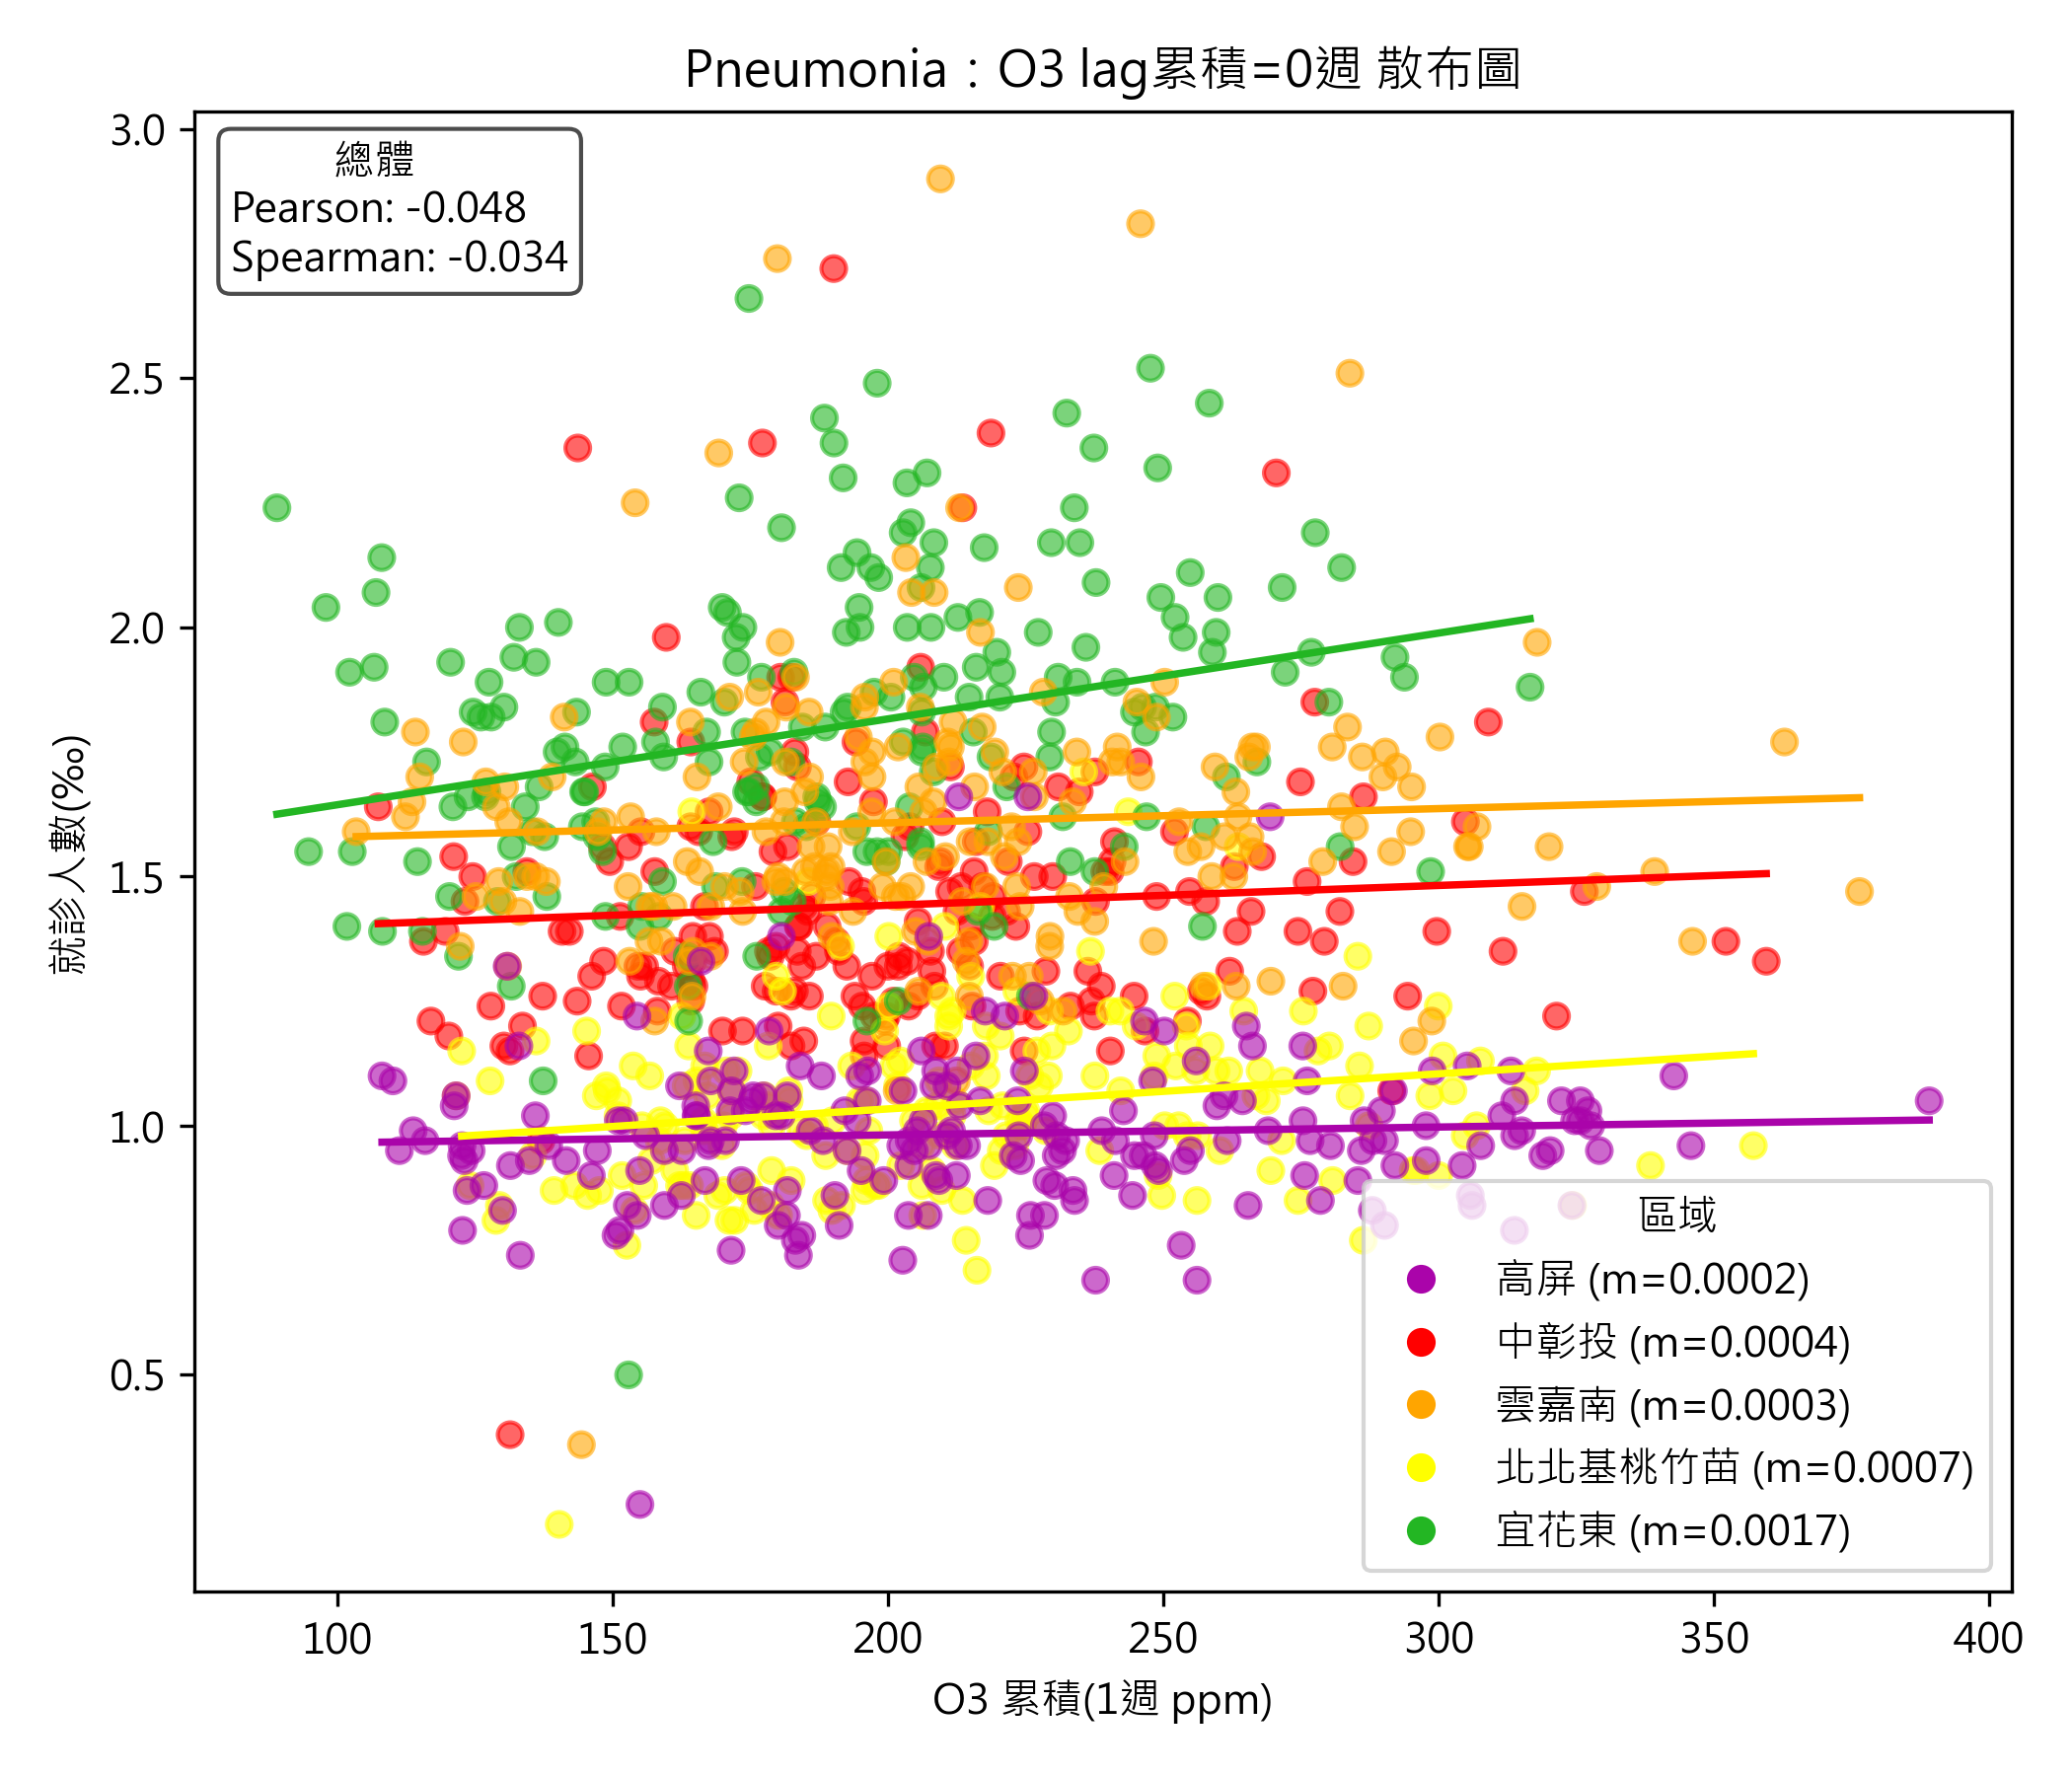 Pneumonia：O3 lag累積=0週 散布圖
總體
Pearson: -0.048
Spearman: -0.034
就診人數(‰)
3.0
2.5
2.0
1.5
1.0
0.5
區域
高屏 (m=0.0002)
中彰投 (m=0.0004)
雲嘉南 (m=0.0003)
北北基桃竹苗 (m=0.0007)
宜花東 (m=0.0017)
100 150 200 250 300 350 400
O3 累積(1週 ppm)